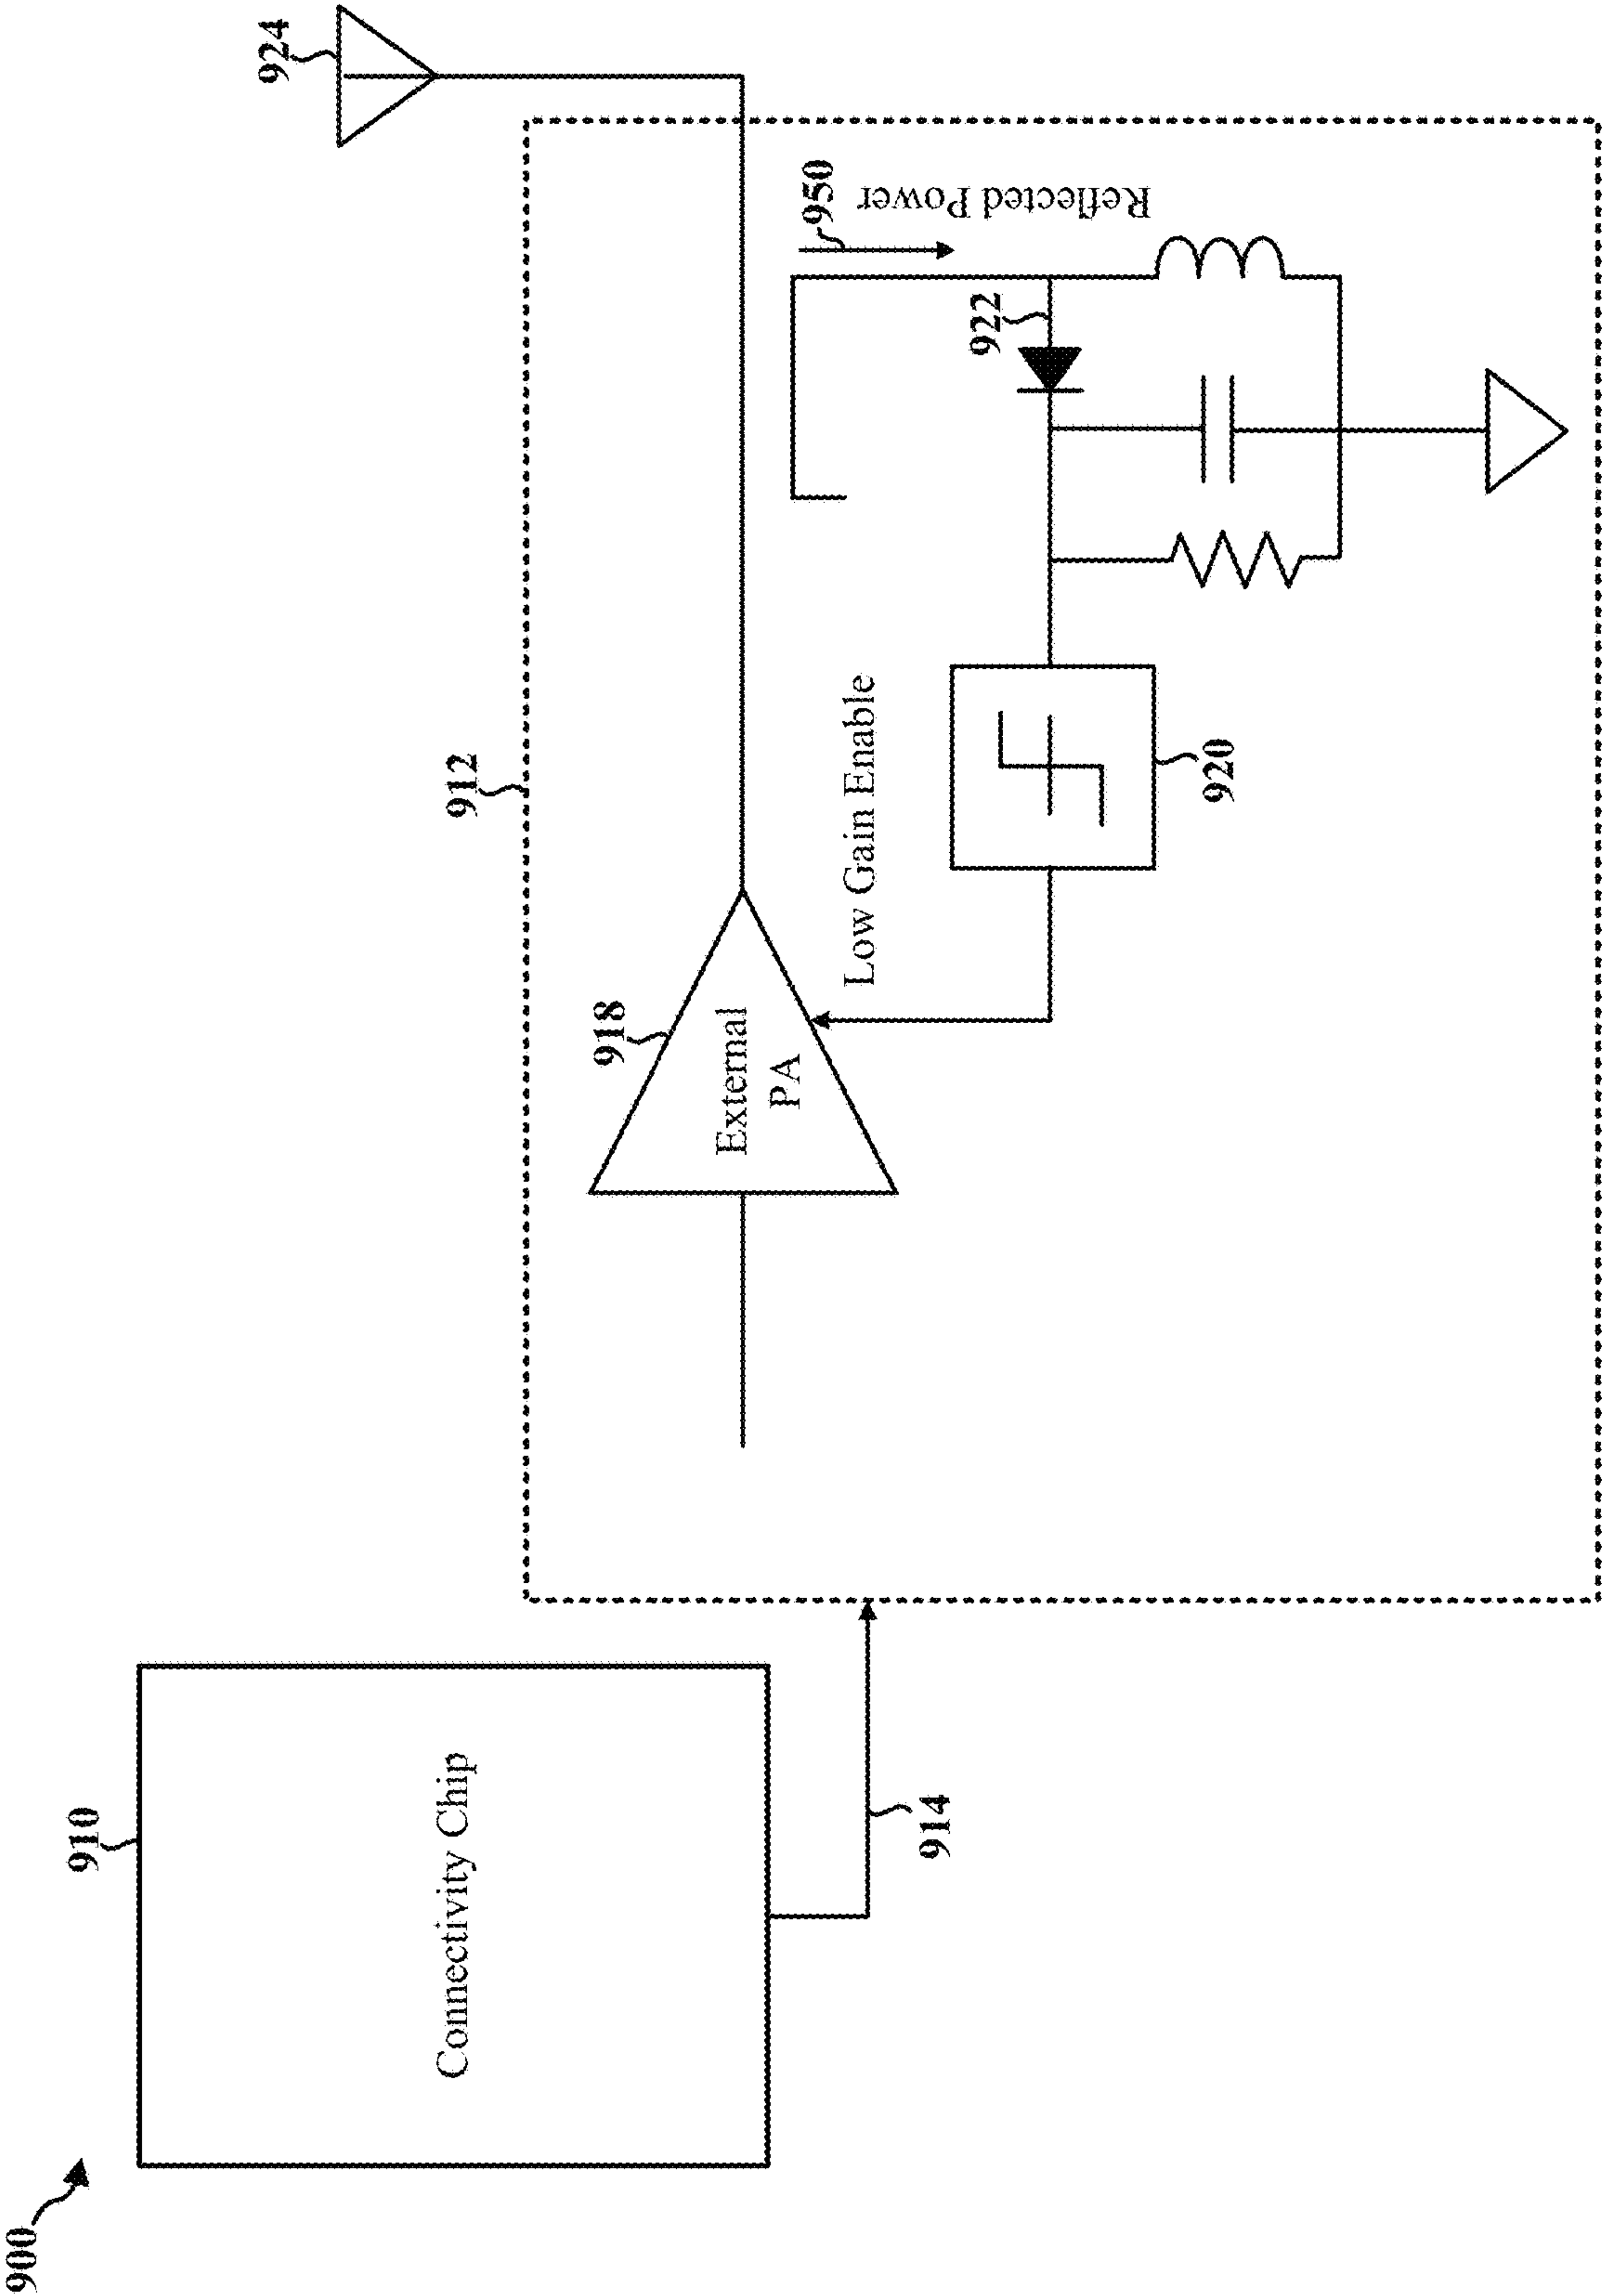 900
910
Connectivity Chip
914
912
924
918
External
PA
Low Gain Enable
920
922
950
Reflected Power